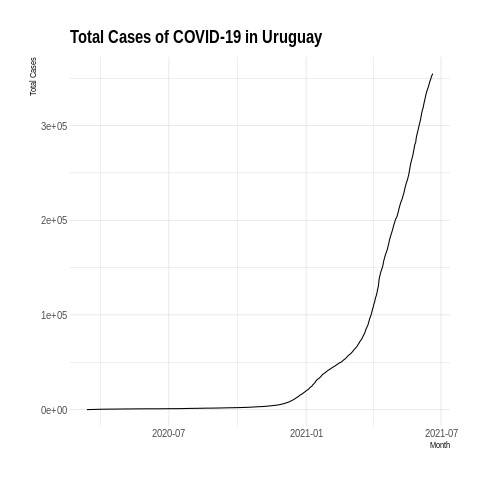 Total Cases of COVID-19 in Uruguay
Total Cases
3e+05
2e+05
1e+05
0e+00
2020-07
2021-01
2021-07
Month